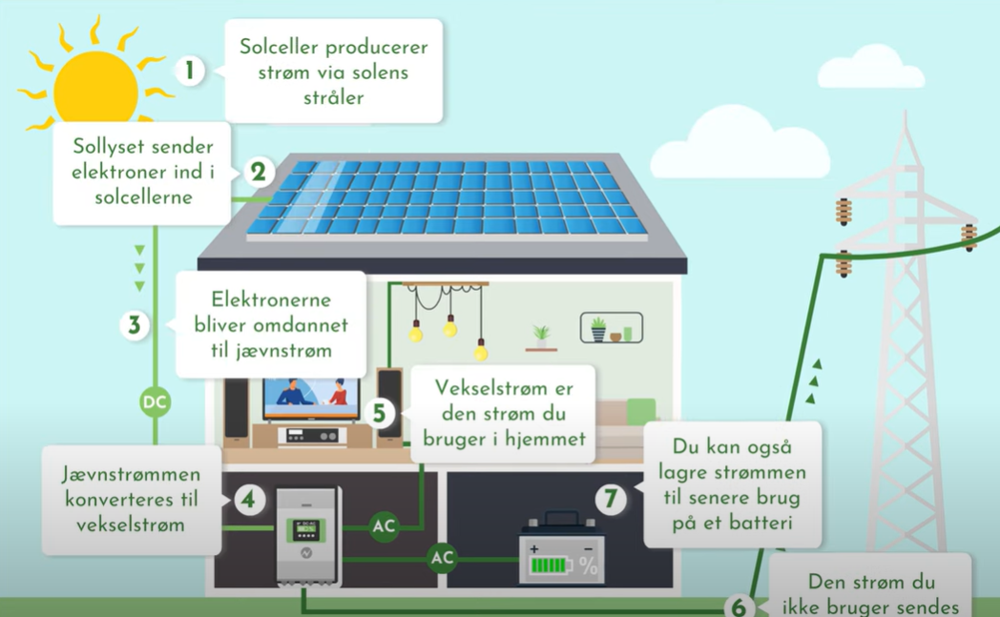 1
Solceller producerer
strøm via solens
stråler
Sollyset sender
elektroner ind i
solcellerne
2
3
Elektronerne
bliver omdannet
til jævnstrøm
DC
Jævnstrømmen
konverteres til
vekselstrøm
4
AC
5
Vekselstrøm er
den strøm du
bruger i hjemmet
AC
+
−
%
7
Du kan også
lagre strømmen
til senere brug
på et batteri
6
Den strøm du
ikke bruger sendes